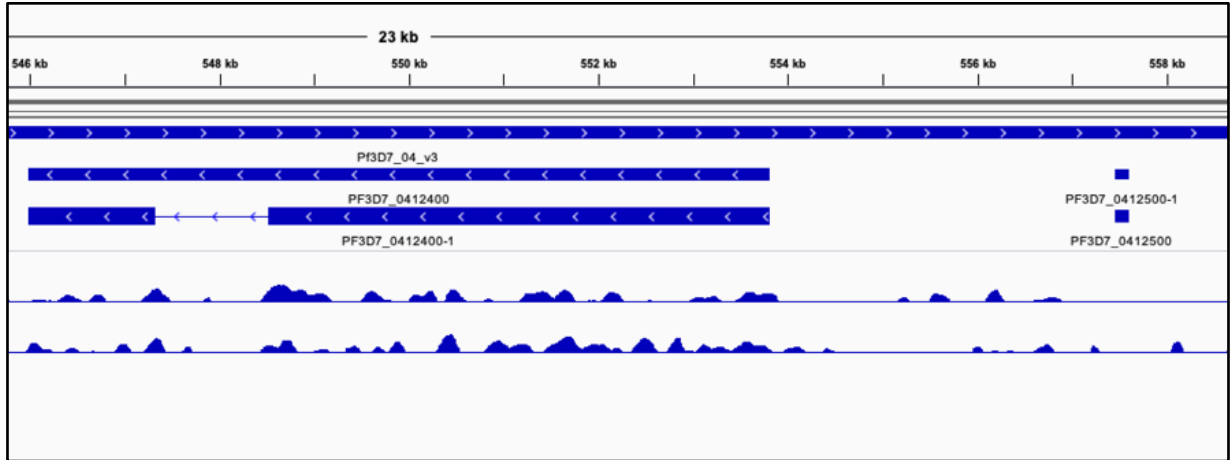 23 kb
546 kb 548 kb 550 kb 552 kb 554 kb 556 kb 558 kb
Pf3D7_04_v3
PF3D7_0412400 PF3D7_0412500-1
PF3D7_0412400-1 PF3D7_0412500